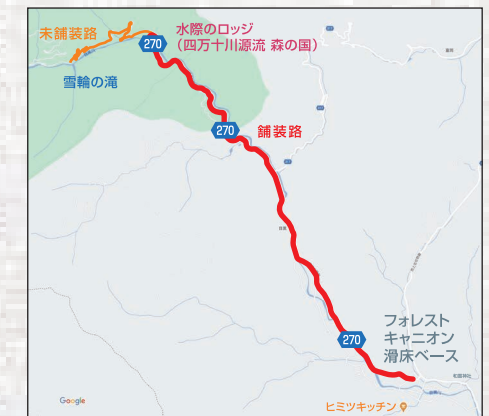 未舗装路
水際のロッジ
（四万十川源流 森の国）
270
雪輪の滝
270
舗装路
270
フォレスト
キャニオン
滑床ベース
Google
ヒミツキッチン